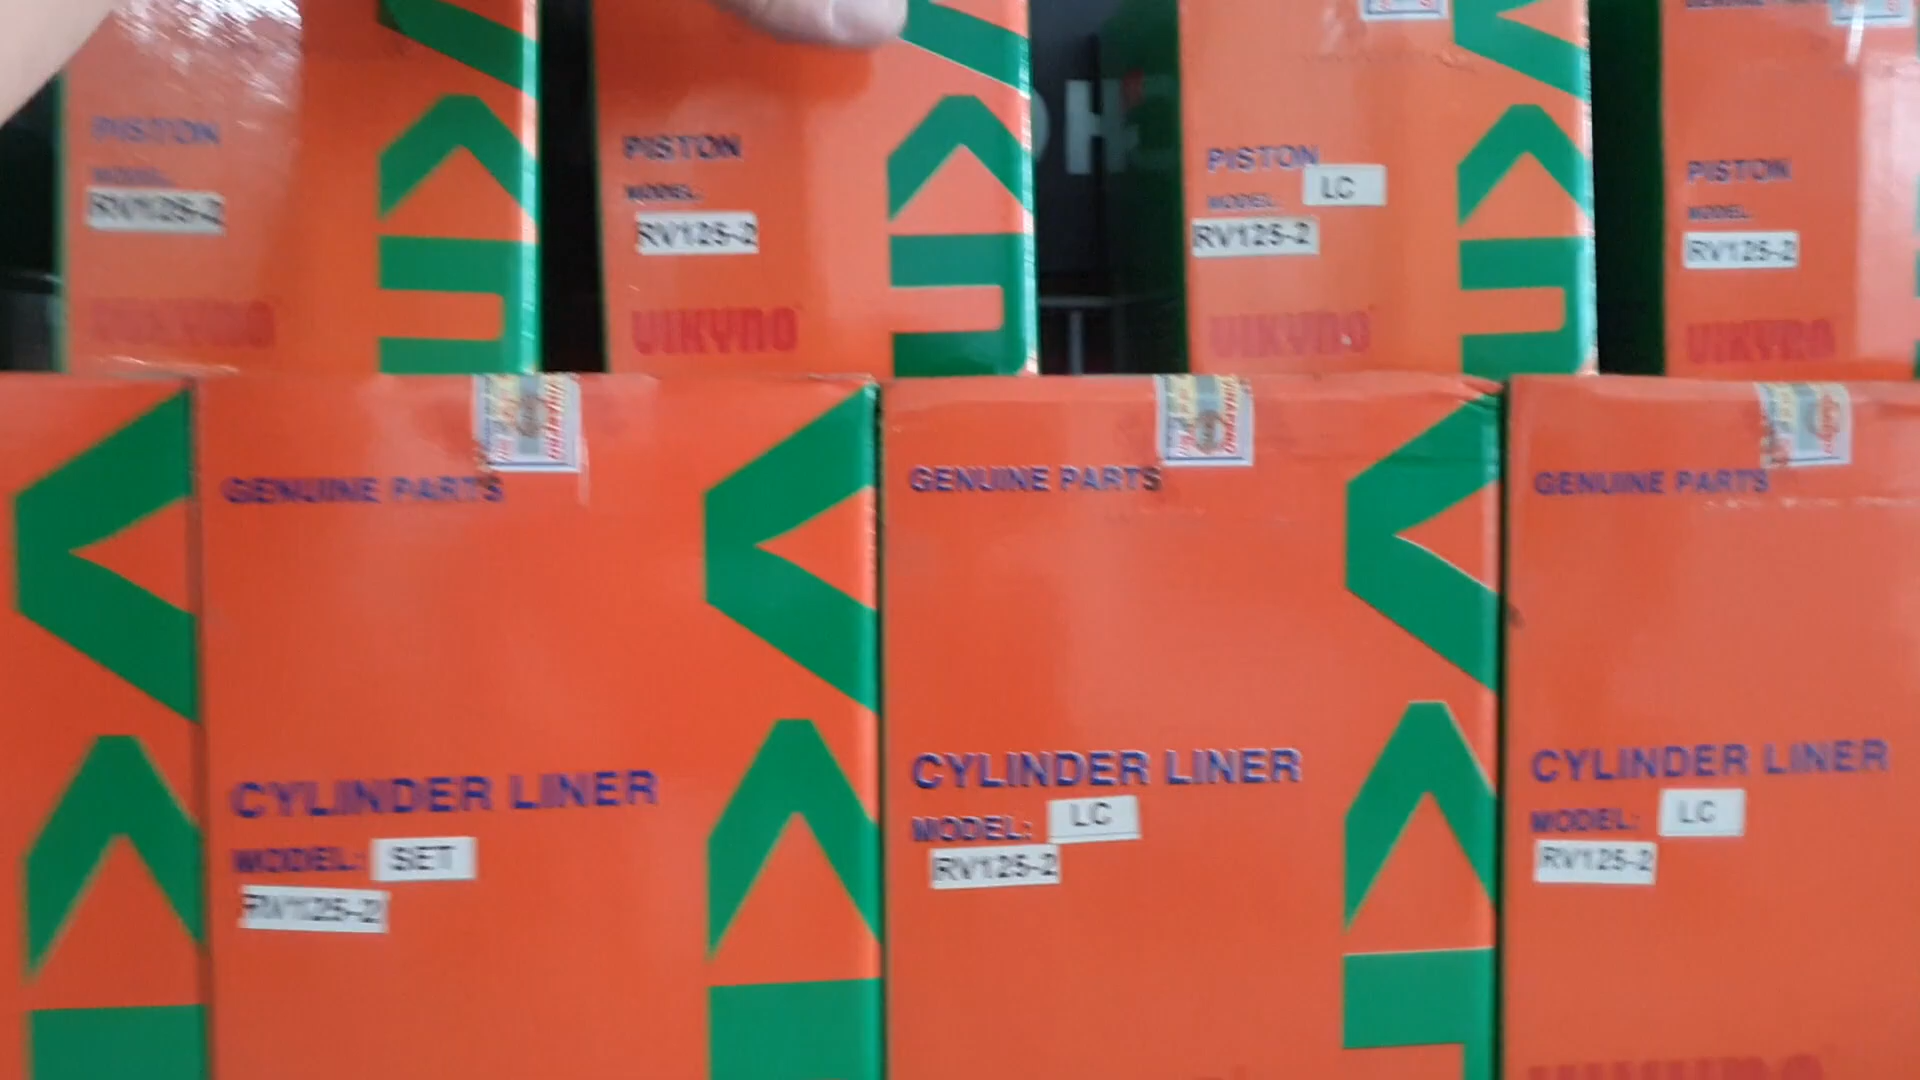 PISTON
MODEL:
RV125-2
VIKYNO
PISTON
MODEL:
RV125-2
VIKYNO
PISTON
MODEL: LC
RV125-2
VIKYNO
PISTON
MODEL:
RV125-2
VIKYNO
GENUINE PARTS
CYLINDER LINER
MODEL: SET
RV125-2
GENUINE PARTS
CYLINDER LINER
MODEL: LC
RV125-2
GENUINE PARTS
CYLINDER LINER
MODEL: LC
RV125-2